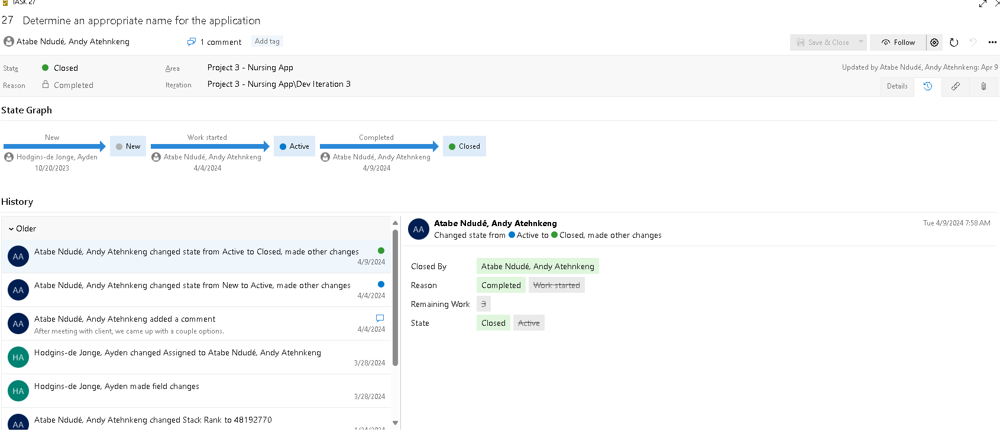 TASK 27
27 Determine an appropriate name for the application
Atabe Ndudé, Andy Atehnkeng 1 comment Add tag Save & Close Follow
State Closed Area Project 3 - Nursing App Updated by Atabe Ndudé, Andy Atehnkeng: Apr 9
Reason Completed Iteration Project 3 - Nursing App\Dev Iteration 3 Details
State Graph
New Work started Completed
New Active Closed
Hodgins-de Jonge, Ayden Atabe Ndudé, Andy Atehnkeng Atabe Ndudé, Andy Atehnkeng
10/20/2023 4/4/2024 4/9/2024
History
Older
AA Atabe Ndudé, Andy Atehnkeng changed state from Active to Closed, made other changes
4/9/2024
AA Atabe Ndudé, Andy Atehnkeng changed state from New to Active, made other changes
4/4/2024
AA Atabe Ndudé, Andy Atehnkeng added a comment
After meeting with client, we came up with a couple options. 4/4/2024
HA Hodgins-de Jonge, Ayden changed Assigned to Atabe Ndudé, Andy Atehnkeng
3/28/2024
HA Hodgins-de Jonge, Ayden made field changes
3/28/2024
AA Atabe Ndudé, Andy Atehnkeng changed Stack Rank to 48192770
AA Atabe Ndudé, Andy Atehnkeng Tue 4/9/2024 7:58 AM
Changed state from Active to Closed, made other changes
Closed By Atabe Ndudé, Andy Atehnkeng
Reason Completed Work started
Remaining Work 3
State Closed Active